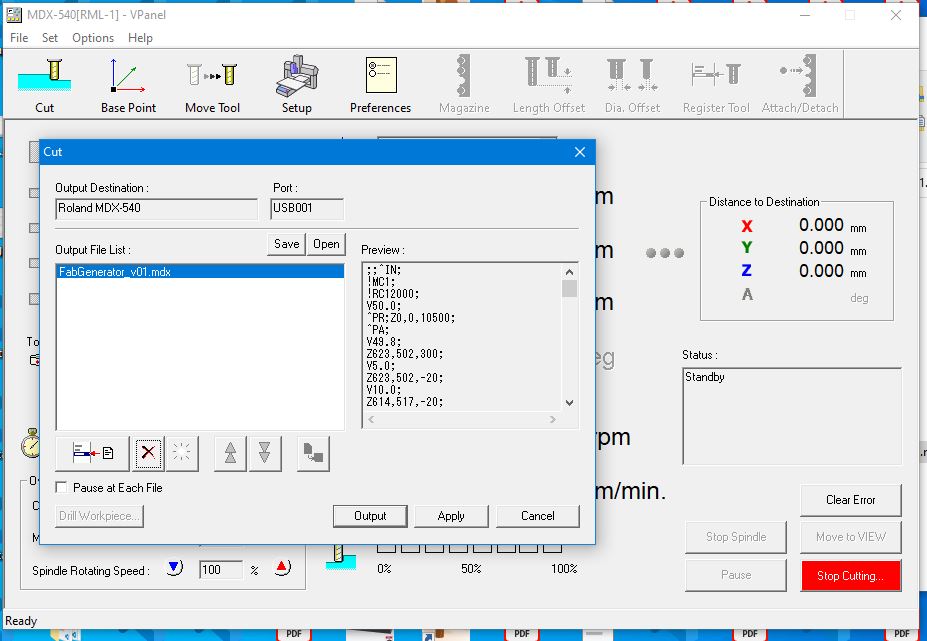 MDX-540[RML-1] - VPanel
File Set Options Help
Cut Base Point Move Tool Setup Preferences Magazine Length Offset Dia. Offset Register Tool Attach/Detach
Cut
Output Destination :
Port :
Roland MDX-540
USB001
Output File List :
Save
Open
Preview :
FabGenerator_v01.mdx
;;^IN;
!MC1;
!RC12000;
V50.0;
^PR;Z0,0,10500;
^PA;
V49.8;
Z623,502,300;
V5.0;
Z623,502,-20;
V10.0;
Z614,517,-20;
Pause at Each File
Drill Workpiece...
Output
Apply
Cancel
m
m
m
eg
rpm
m/min.
Distance to Destination
X 0.000 mm
Y 0.000 mm
Z 0.000 mm
A deg
Status :
Standby
Clear Error
Stop Spindle
Move to VIEW
Pause
Stop Cutting...
To
Spindle Rotating Speed :
100 %
0% 50% 100%
Ready
PDF
PDF
PDF
PDF